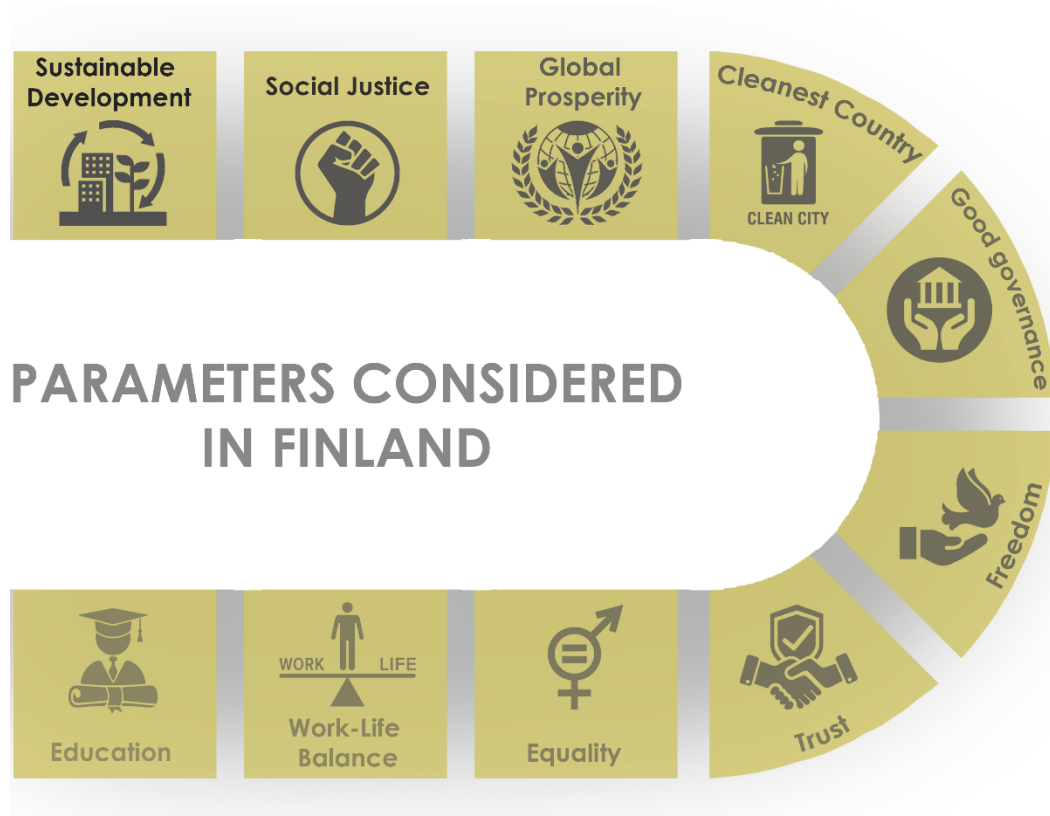 Sustainable
Development
Social Justice
Global
Prosperity
Cleanest Country
CLEAN CITY
Good governance
PARAMETERS CONSIDERED
IN FINLAND
Freedom
Trust
Equality
WORK LIFE
Work-Life
Balance
Education